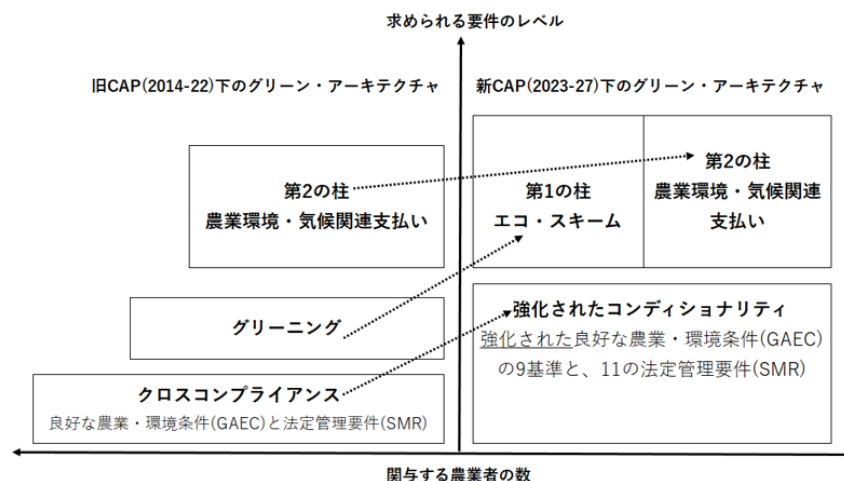 求められる要件のレベル
旧CAP(2014-22)下のグリーン・アーキテクチャ
新CAP(2023-27)下のグリーン・アーキテクチャ
第2の柱
農業環境・気候関連支払い
グリーニング
クロスコンプライアンス
良好な農業・環境条件(GAEC)と法定管理要件(SMR)
第1の柱
エコ・スキーム
第2の柱
農業環境・気候関連
支払い
強化されたコンディショナリティ
強化された良好な農業・環境条件(GAEC)
の9基準と、11の法定管理要件(SMR)
関与する農業者の数